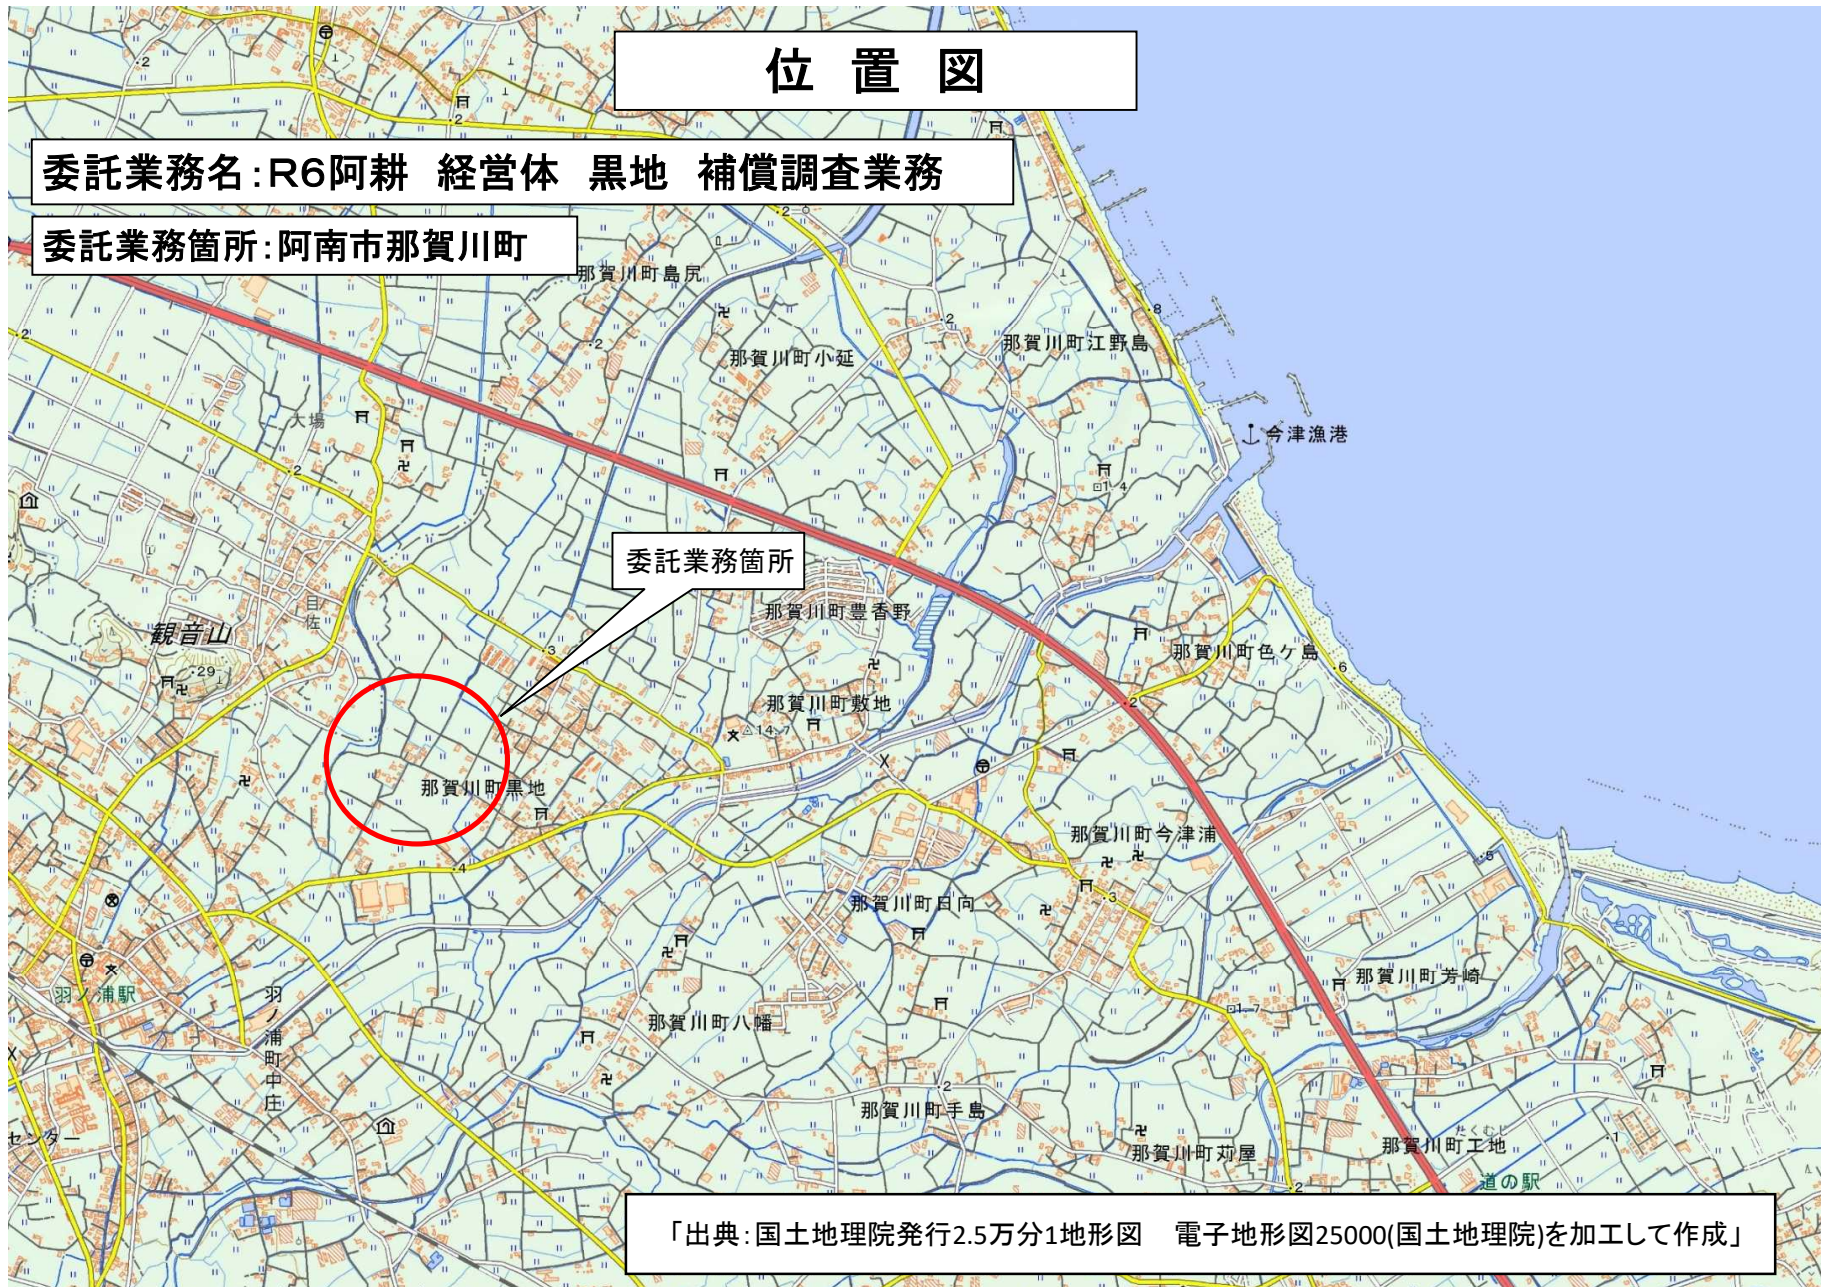 位 置 図
委託業務名:R6阿耕 経営体 黒地 補償調査業務
委託業務箇所:阿南市那賀川町
那賀川町島尻
那賀川町小延
那賀川町江野島
大場
今津漁港
委託業務箇所
那賀川町豊香野
観音山
那賀川町色ケ島
那賀川町敷地
14.7
29
那賀川町黒地
那賀川町今津浦
那賀川町日向
羽ノ浦駅
羽ノ浦町中庄
那賀川町芳崎
那賀川町八幡
那賀川町手島
那賀川町苅屋
たくむじ
那賀川町工地
センター
道の駅
「出典:国土地理院発行2.5万分1地形図 電子地形図25000(国土地理院)を加工して作成」